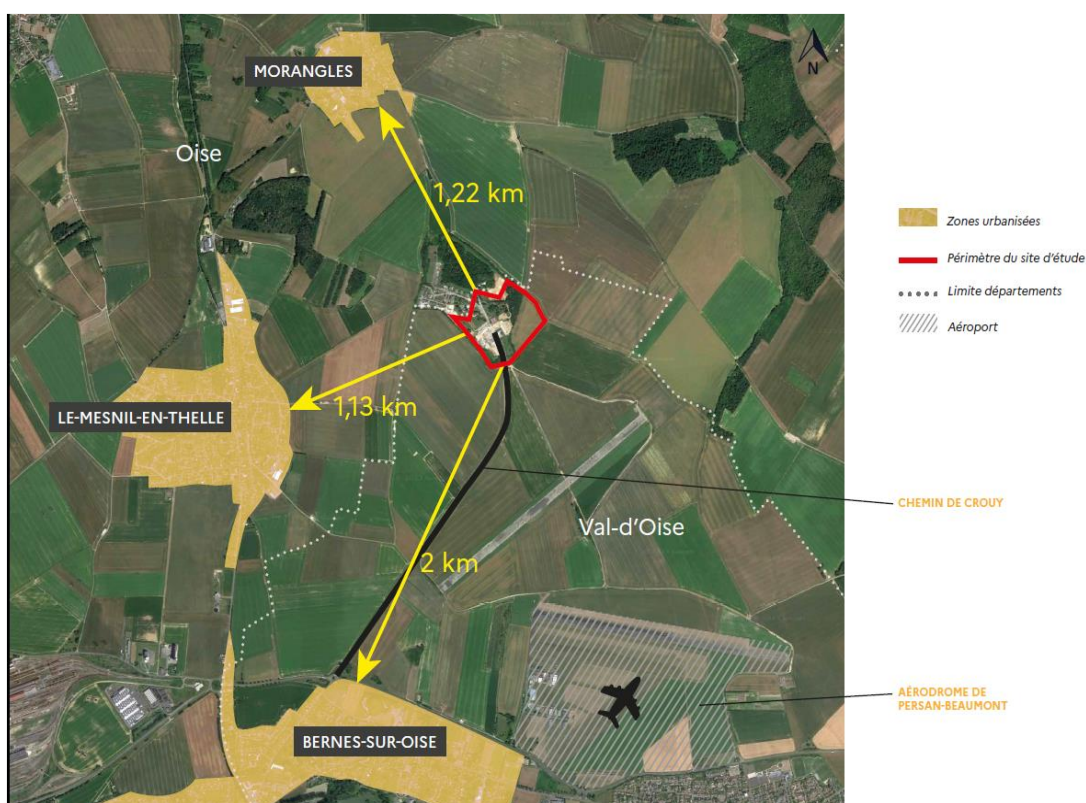 MORANGLES
N
Oise
1,22 km
Zones urbanisées
Périmètre du site d'étude
Limite départements
Aéroport
LE-MESNIL-EN-THELLE
1,13 km
CHEMIN DE CROUY
Val-d'Oise
2 km
AÉRODROME DE
PERSAN-BEAUMONT
BERNES-SUR-OISE